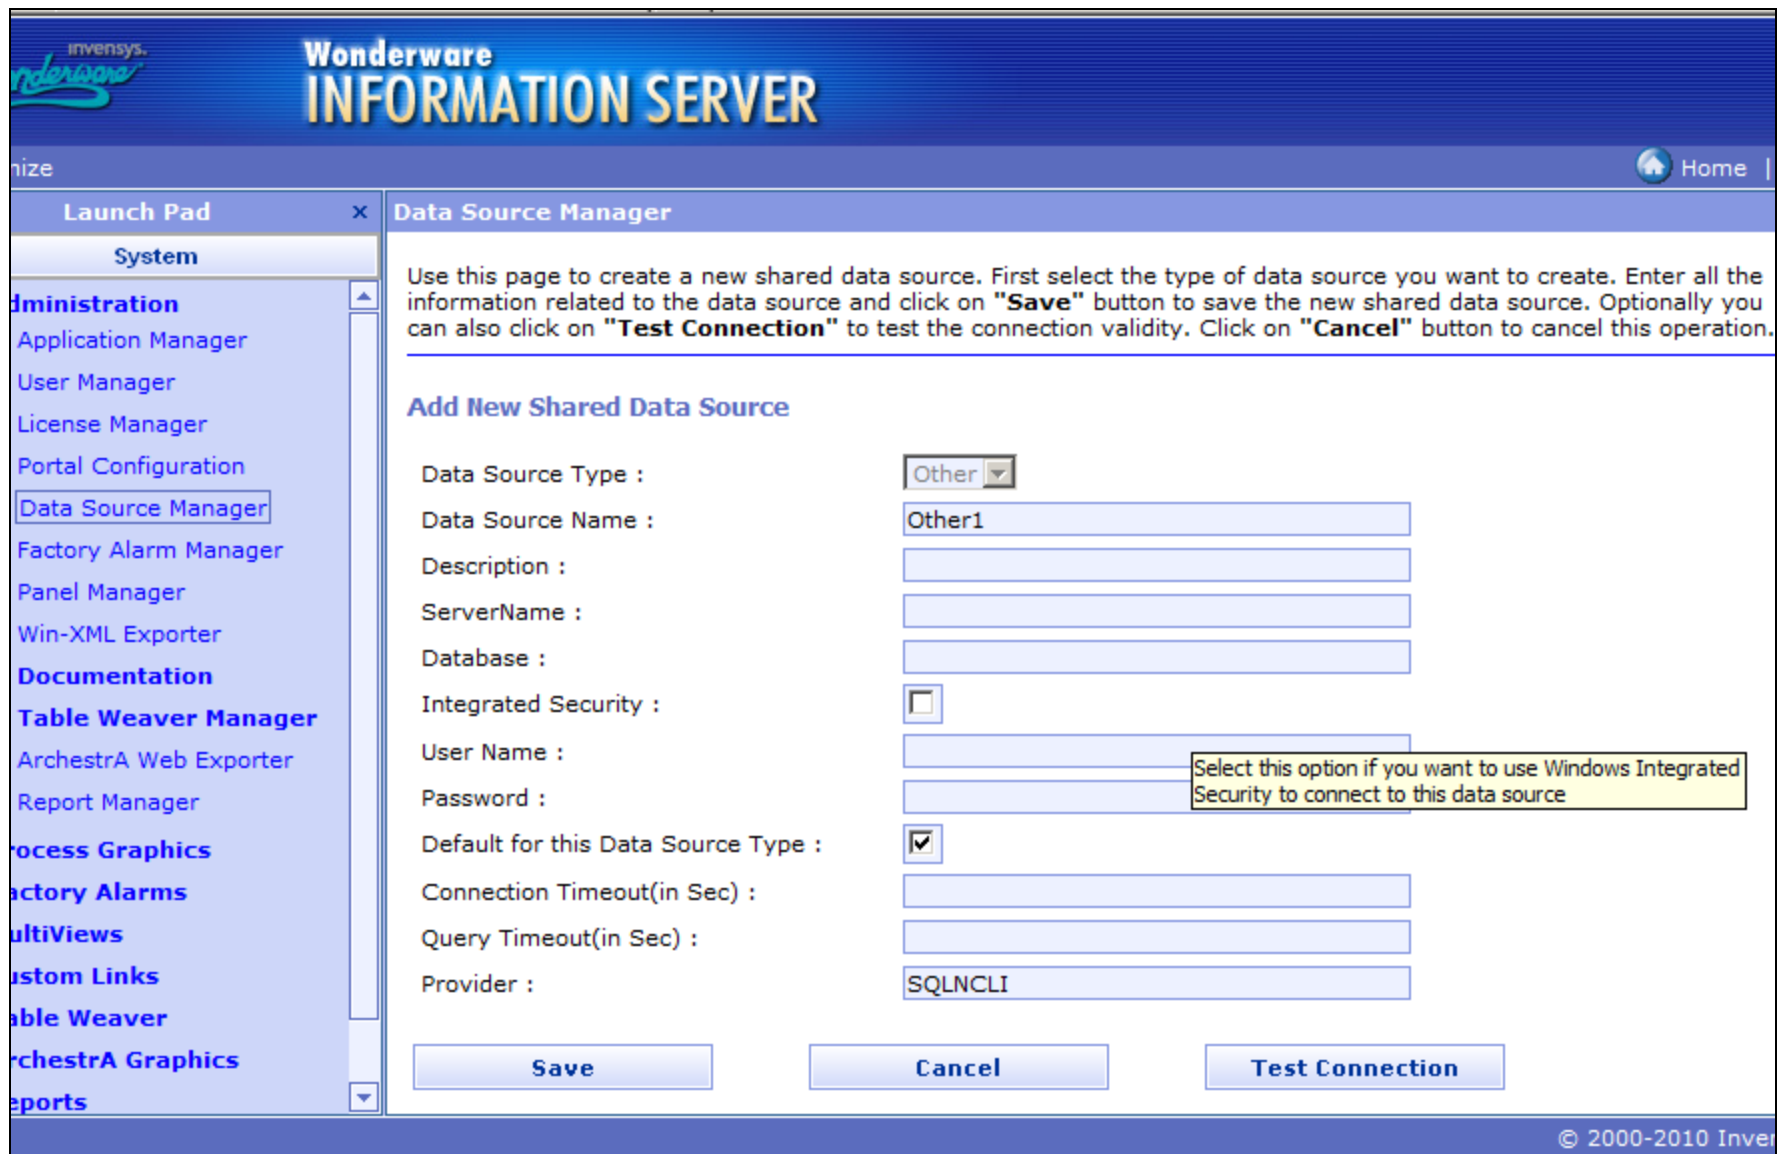 invensys.
nderware
Wonderware
INFORMATION SERVER
nize
Home |
Launch Pad x
Data Source Manager
System
Use this page to create a new shared data source. First select the type of data source you want to create. Enter all the
information related to the data source and click on "Save" button to save the new shared data source. Optionally you
can also click on "Test Connection" to test the connection validity. Click on "Cancel" button to cancel this operation.
dministration
Application Manager
User Manager
License Manager
Portal Configuration
Data Source Manager
Factory Alarm Manager
Panel Manager
Win-XML Exporter
Documentation
Table Weaver Manager
ArchestrA Web Exporter
Report Manager
rocess Graphics
actory Alarms
ultiViews
ustom Links
able Weaver
rchestrA Graphics
eports
Add New Shared Data Source
Data Source Type : Other
Data Source Name : Other1
Description :
ServerName :
Database :
Integrated Security :
User Name :
Select this option if you want to use Windows Integrated
Security to connect to this data source
Password :
Default for this Data Source Type :
Connection Timeout(in Sec) :
Query Timeout(in Sec) :
Provider : SQLNCLI
Save Cancel Test Connection
© 2000-2010 Inver